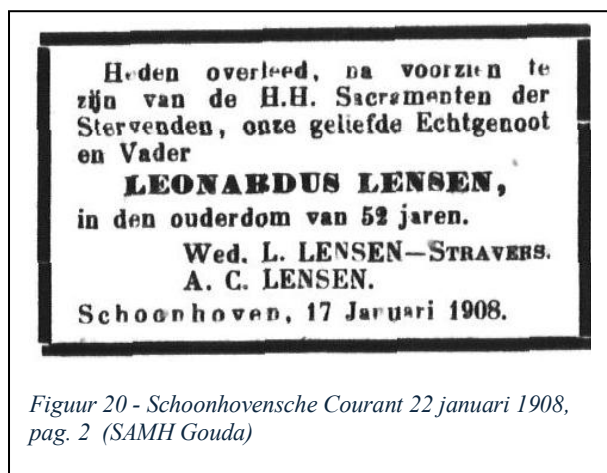 Heden overleed, na voorzien te
zijn van de H.H. Sacramenten der
Stervenden, onze geliefde Echtgenoot
en Vader
LEONARDUS LENSEN,
in den ouderdom van 52 jaren.
Wed. L. LENSEN—STRAVERS.
A. C. LENSEN.
Schoonhoven, 17 Januari 1908.
Figuur 20 - Schoonhovensche Courant 22 januari 1908,
pag. 2 (SAMH Gouda)